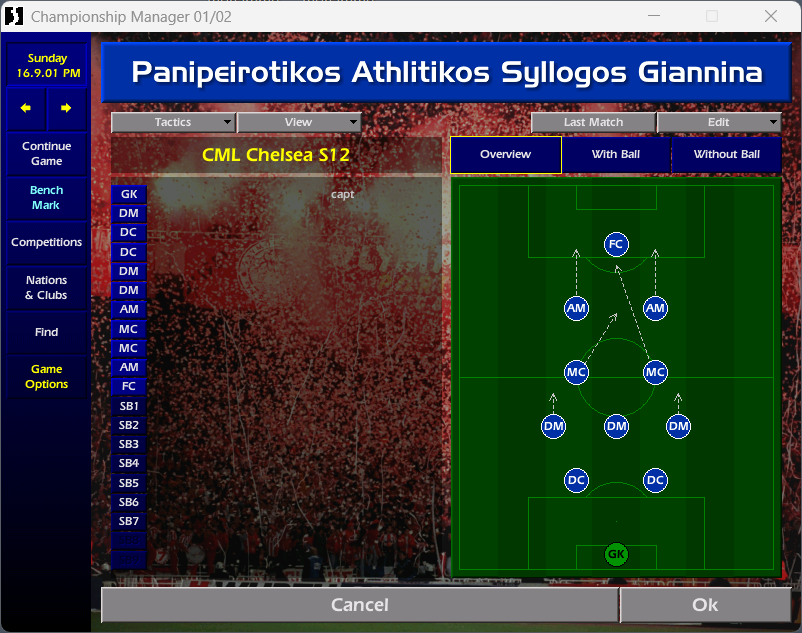 Championship Manager 01/02
Sunday
16.9.01 PM
Continue
Game
Bench
Mark
Competitions
Nations
& Clubs
Find
Game
Options
Panipeirotikos Athlitikos Syllogos Giannina
Tactics
View
Last Match
Edit
CML Chelsea S12
Overview
With Ball
Without Ball
GK capt
DM
DC
DC
DM
DM
AM
MC
MC
AM
FC
SB1
SB2
SB3
SB4
SB5
SB6
SB7
FC
AM AM
MC MC
DM DM DM
DC DC
GK
Cancel
Ok